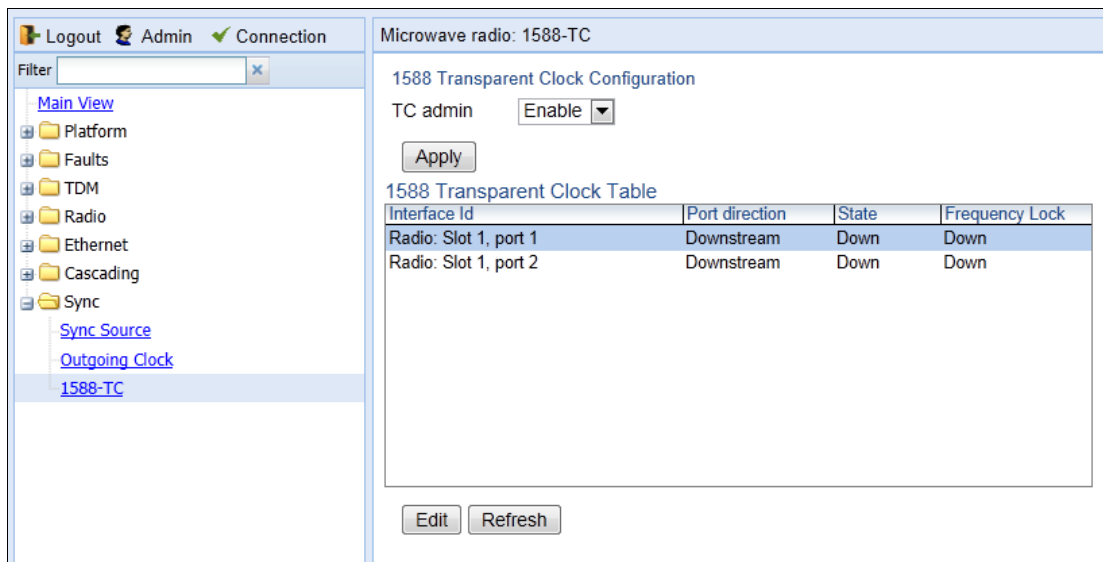 Logout Admin Connection
Filter
Main View
Platform
Faults
TDM
Radio
Ethernet
Cascading
Sync
Sync Source
Outgoing Clock
1588-TC
Microwave radio: 1588-TC
1588 Transparent Clock Configuration
TC admin Enable
Apply
1588 Transparent Clock Table
Interface Id Port direction State Frequency Lock
Radio: Slot 1, port 1 Downstream Down Down
Radio: Slot 1, port 2 Downstream Down Down
Edit Refresh